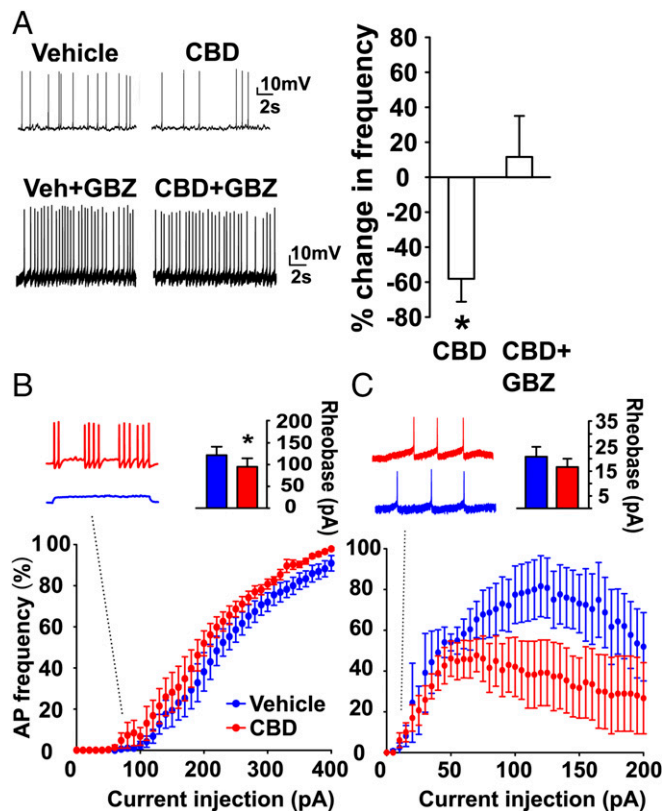 A
Vehicle
CBD
10mV
2s
Veh+GBZ
CBD+GBZ
10mV
2s
% change in frequency
80
60
40
20
0
-20
-40
-60
-80
*
CBD
CBD+
GBZ
B
200
150
100
50
0
Rheobase (pA)
*
AP frequency (%)
100
80
60
40
20
0
Vehicle
CBD
0
100
200
300
400
Current injection (pA)
C
35
25
15
5
Rheobase (pA)
100
80
60
40
20
0
0
50
100
150
200
Current injection (pA)